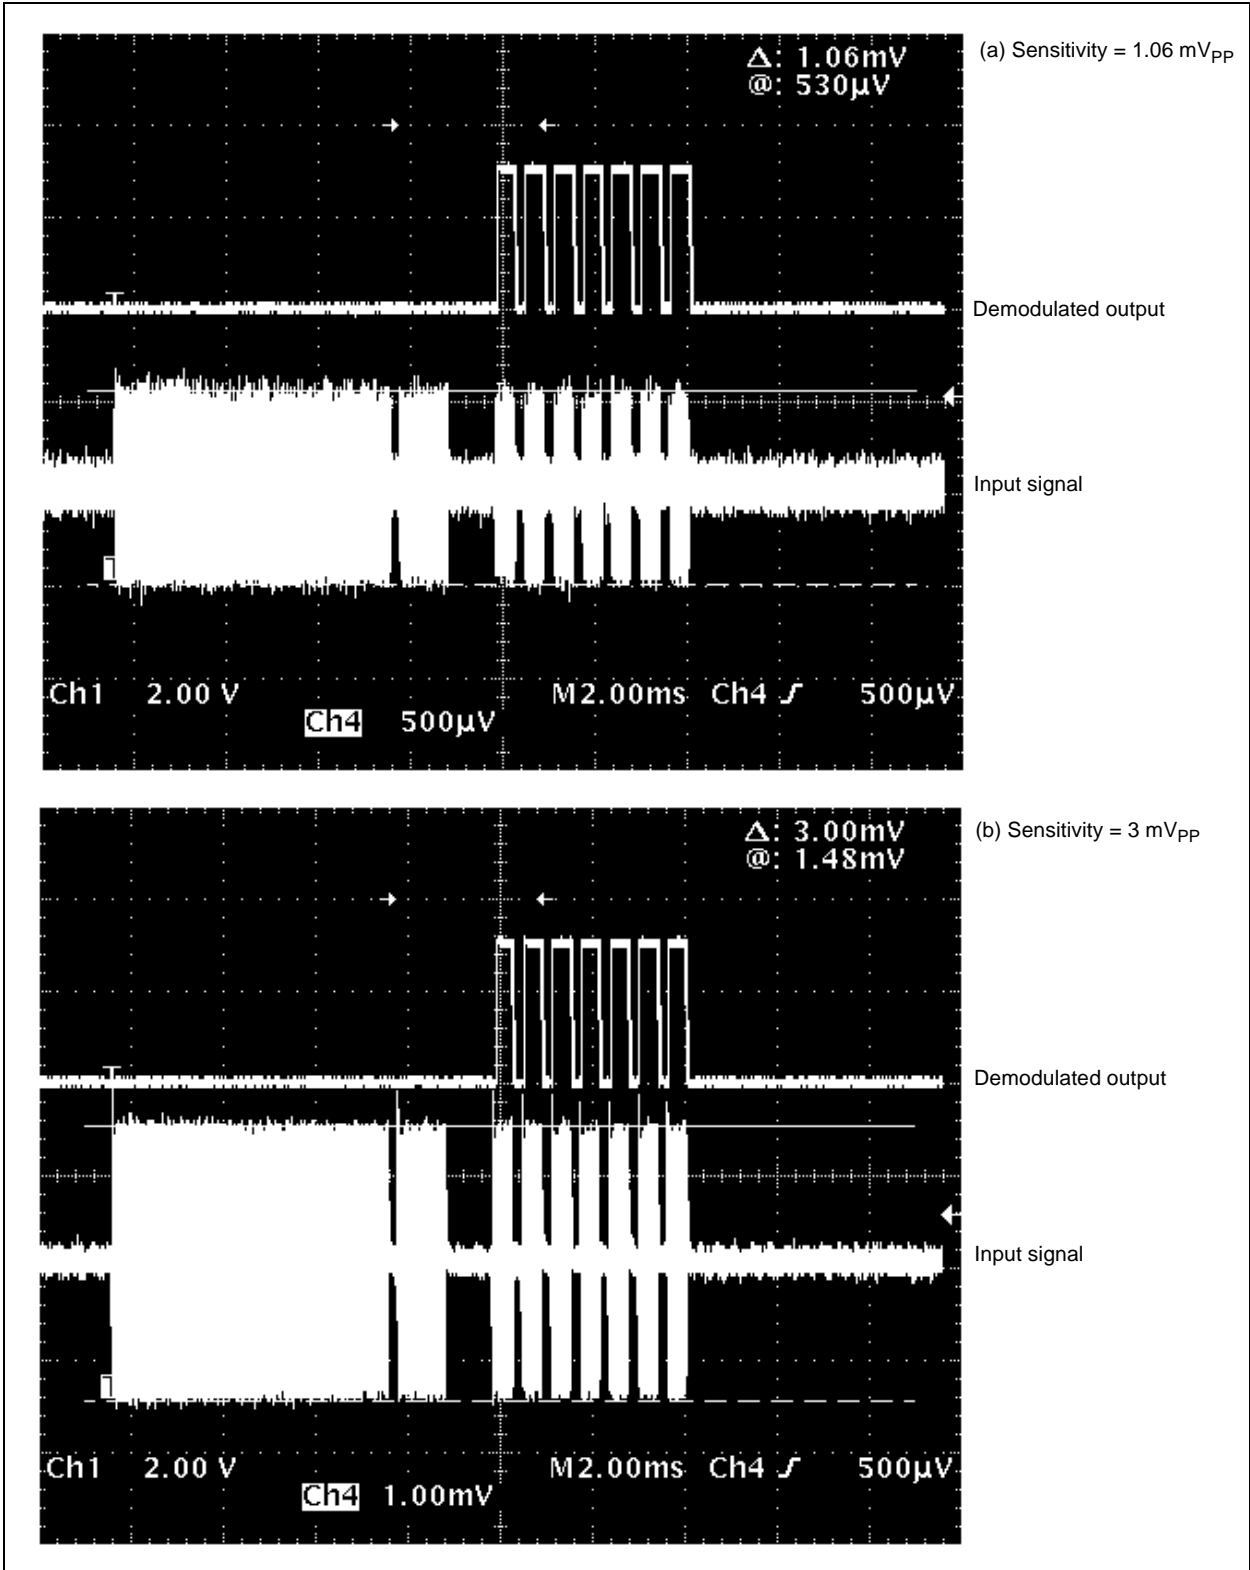 Δ: 1.06mV
@: 530µV
(a) Sensitivity = 1.06 mVPP
Demodulated output
Input signal
Ch1 2.00 V M2.00ms Ch4 ∫ 500µV
Ch4 500µV
Δ: 3.00mV
@: 1.48mV
(b) Sensitivity = 3 mVPP
Demodulated output
Input signal
Ch1 2.00 V M2.00ms Ch4 ∫ 500µV
Ch4 1.00mV